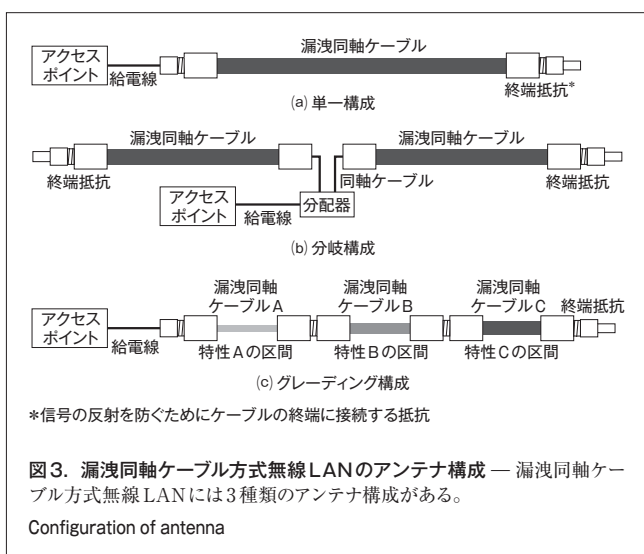 漏洩同軸ケーブル
アクセス
ポイント
給電線
終端抵抗*
(a) 単一構成
漏洩同軸ケーブル
漏洩同軸ケーブル
終端抵抗
同軸ケーブル
終端抵抗
アクセス
ポイント
給電線
分配器
(b) 分岐構成
漏洩同軸
ケーブルA
漏洩同軸
ケーブルB
漏洩同軸
ケーブルC
終端抵抗
アクセス
ポイント
給電線
特性Aの区間
特性Bの区間
特性Cの区間
(c) グレーディング構成
*信号の反射を防ぐためにケーブルの終端に接続する抵抗
図3. 漏洩同軸ケーブル方式無線LANのアンテナ構成 — 漏洩同軸ケー
ブル方式無線LANには3種類のアンテナ構成がある。
Configuration of antenna